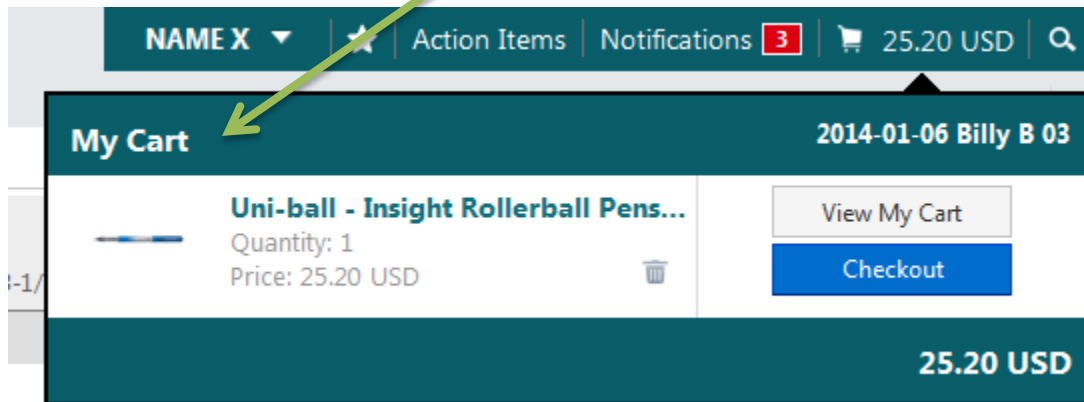 NAME X Action Items Notifications 3 25.20 USD
My Cart 2014-01-06 Billy B 03
Uni-ball - Insight Rollerball Pens...
Quantity: 1
Price: 25.20 USD
View My Cart
Checkout
-1/
25.20 USD